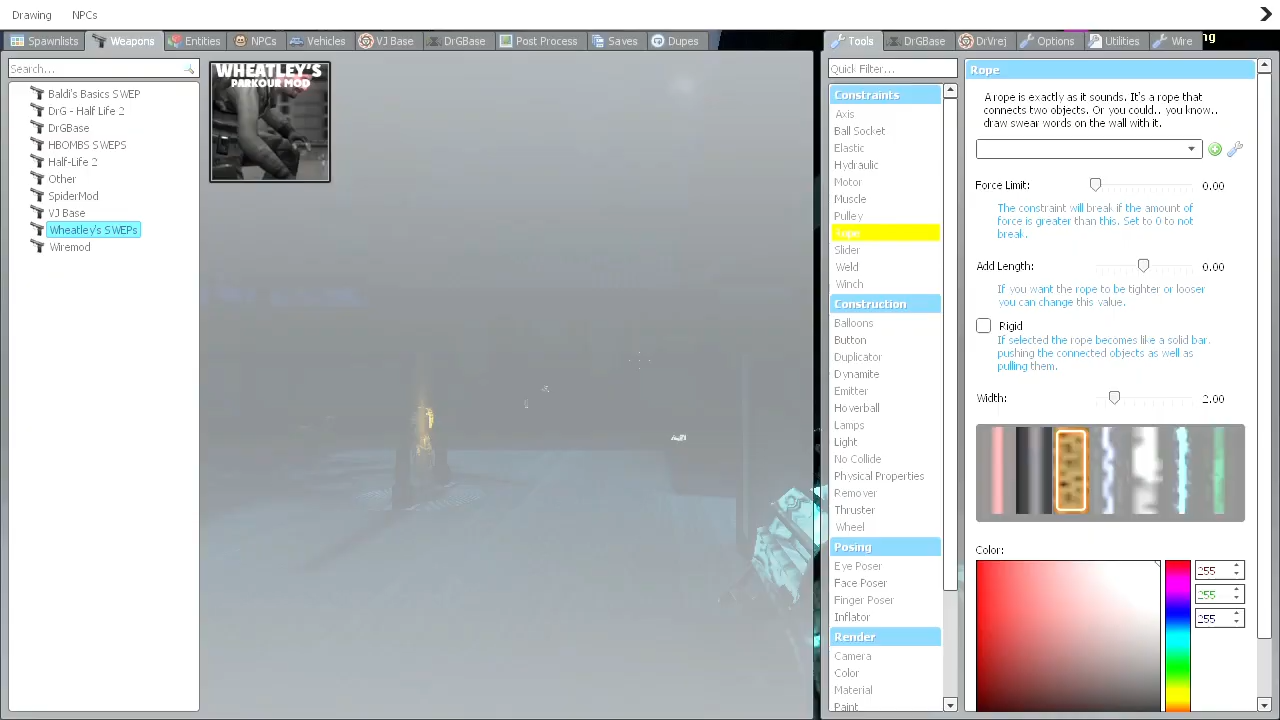 Drawing
NPCs
Spawnlists
Weapons
Entities
NPCs
Vehicles
VJ Base
DrGBase
Post Process
Saves
Dupes
Tools
DrGBase
DrVrej
Options
Utilities
Wire
ng
Search...
Baldi's Basics SWEP
DrG - Half Life 2
DrGBase
HBOMBS SWEPS
Half-Life 2
Other
SpiderMod
VJ Base
Wheatley's SWEPs
Wiremod
WHEATLEY'S
PARKOUR MOD
Quick Filter...
Constraints
Axis
Ball Socket
Elastic
Hydraulic
Motor
Muscle
Pulley
Rope
Slider
Weld
Winch
Construction
Balloons
Button
Duplicator
Dynamite
Emitter
Hoverball
Lamps
Light
No Collide
Physical Properties
Remover
Thruster
Wheel
Posing
Eye Poser
Face Poser
Finger Poser
Inflator
Render
Camera
Color
Material
Paint
Rope
A rope is exactly as it sounds. It's a rope that
connects two objects. Or you could.. you know..
draw swear words on the wall with it.
Force Limit: 0.00
The constraint will break if the amount of
force is greater than this. Set to 0 to not
break.
Add Length: 0.00
If you want the rope to be tighter or looser
you can change this value.
Rigid
If selected the rope becomes like a solid bar,
pushing the connected objects as well as
pulling them.
Width: 2.00
Color:
255
255
255